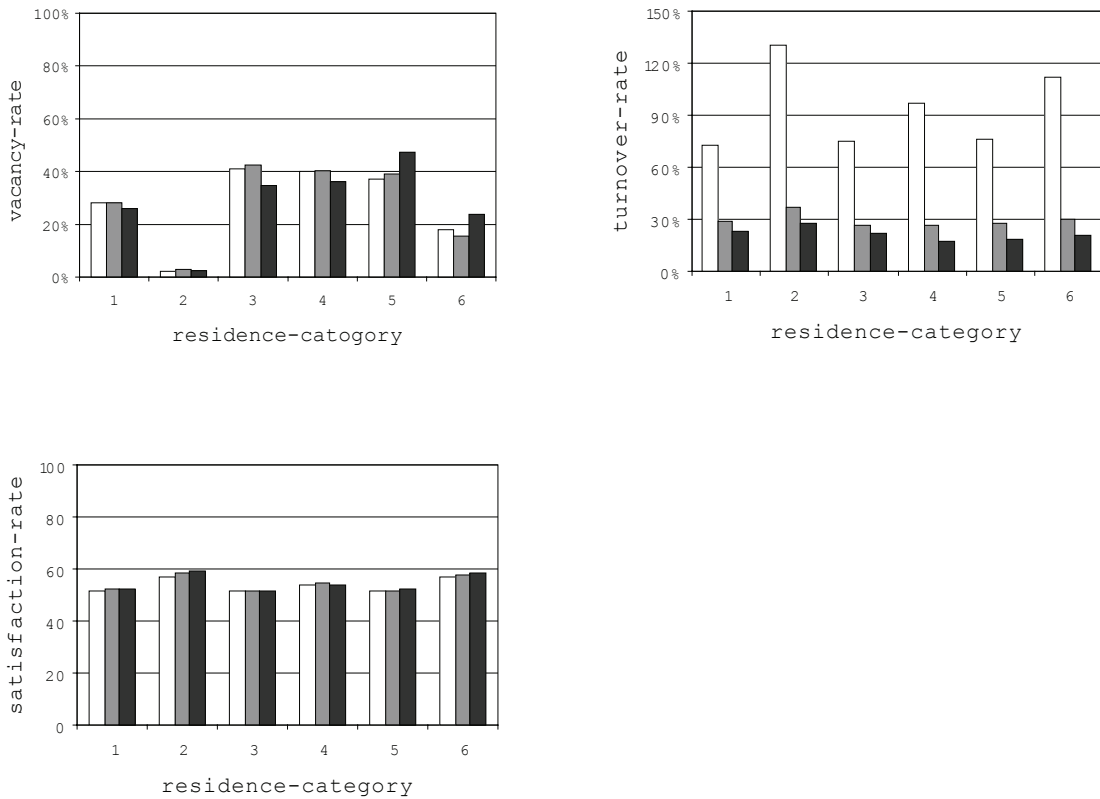 100%
80%
60%
40%
20%
0%
vacancy-rate
1 2 3 4 5 6
residence-catogory
150%
120%
90%
60%
30%
0%
turnover-rate
1 2 3 4 5 6
residence-category
100
80
60
40
20
0
satisfaction-rate
1 2 3 4 5 6
residence-category